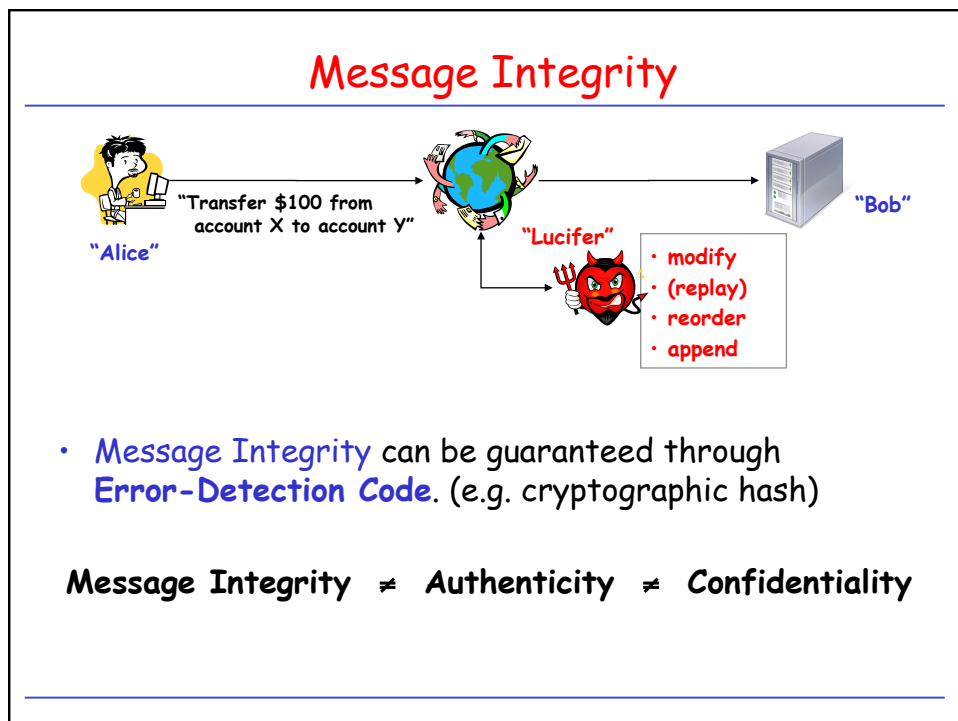 Message Integrity
“Transfer $100 from
account X to account Y”
“Alice”
“Bob”
“Lucifer”
• modify
• (replay)
• reorder
• append
• Message Integrity can be guaranteed through
Error-Detection Code. (e.g. cryptographic hash)
Message Integrity ≠ Authenticity ≠ Confidentiality